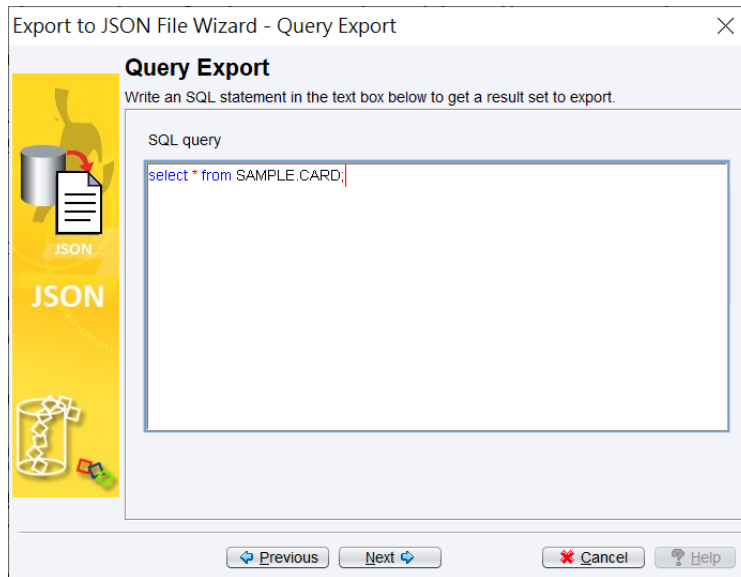 Export to JSON File Wizard - Query Export
Query Export
Write an SQL statement in the text box below to get a result set to export.
SQL query
select * from SAMPLE.CARD;
JSON
JSON
Previous
Next
Cancel
Help